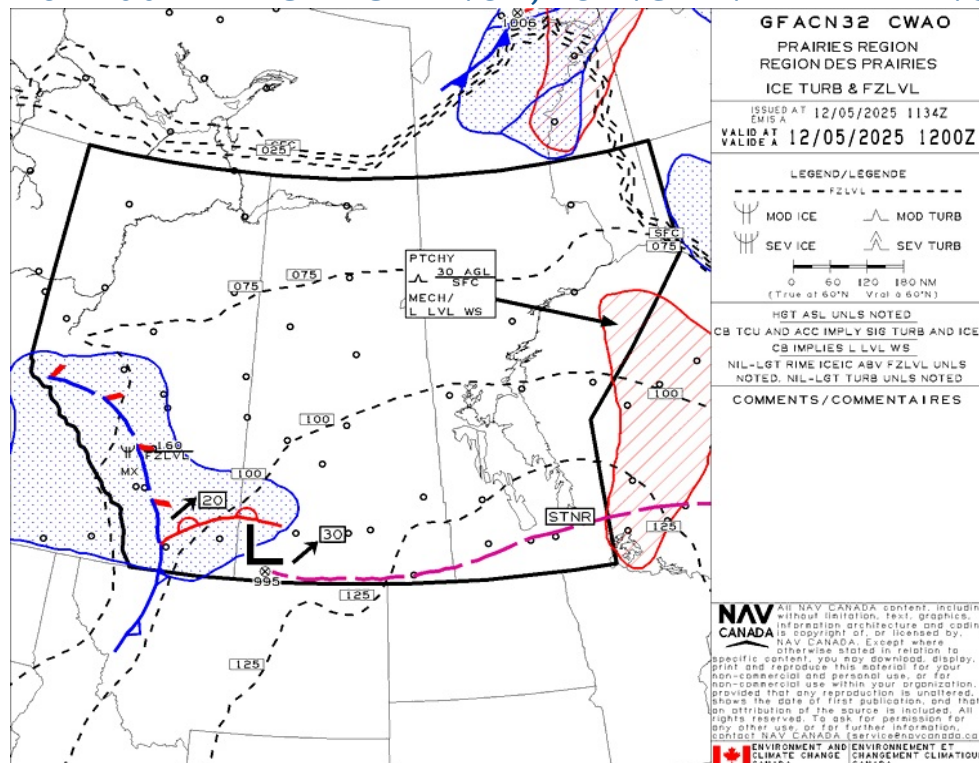 1006
SFC
025
SFC
075
PTCHY
30 AGL
SFC
MECH/
L LVL WS
075
075
100
100
100
160
FZLVL
MX
20
30
STNR
125
995
125
125
GFACN32 CWAO
PRAIRIES REGION
REGION DES PRAIRIES
ICE TURB & FZLVL
ISSUED AT 12/05/2025 1134Z
EMIS A
VALID AT 12/05/2025 1200Z
VALIDE A
LEGEND/LÉGENDE
FZLVL
MOD ICE MOD TURB
SEV ICE SEV TURB
0 60 120 180 NM
(True at 60°N Vrai à 60°N)
HGT ASL UNLS NOTED
CB TCU AND ACC IMPLY SIG TURB AND ICE
CB IMPLIES L LVL WS
NIL-LGT RIME ICEIC ABV FZLVL UNLS
NOTED. NIL-LGT TURB UNLS NOTED
COMMENTS/COMMENTAIRES
NAV
CANADA
All NAV CANADA content, includin
without limitation, text, graphics,
information architecture and codin
is copyright of, or licensed by,
NAV CANADA. Except where
otherwise stated in relation to
specific content, you may download, display,
print and reproduce this material for your
non-commercial and personal use, or for
non-commercial use within your organization,
provided that any reproduction is unaltered,
shows the date of first publication, and that
an attribution of the source is included. All
rights reserved. To ask for permission for
any other use, or for further information,
contact NAV CANADA (service@navcanada.ca
ENVIRONMENT AND ENVIRONNEMENT ET
CLIMATE CHANGE CHANGEMENT CLIMATIQU